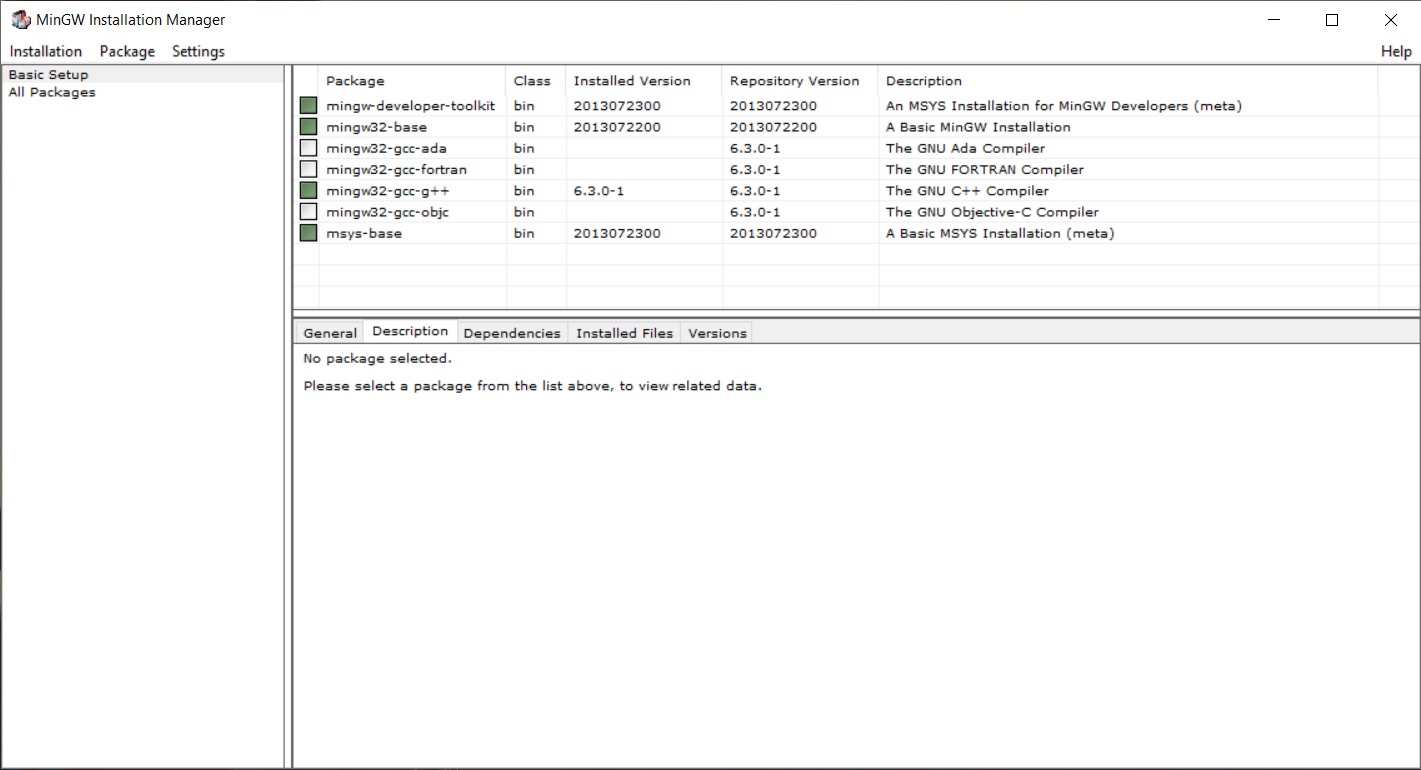 MinGW Installation Manager
Installation Package Settings Help
Basic Setup
All Packages
Package Class Installed Version Repository Version Description
mingw-developer-toolkit bin 2013072300 2013072300 An MSYS Installation for MinGW Developers (meta)
mingw32-base bin 2013072200 2013072200 A Basic MinGW Installation
mingw32-gcc-ada bin 6.3.0-1 The GNU Ada Compiler
mingw32-gcc-fortran bin 6.3.0-1 The GNU FORTRAN Compiler
mingw32-gcc-g++ bin 6.3.0-1 6.3.0-1 The GNU C++ Compiler
mingw32-gcc-objc bin 6.3.0-1 The GNU Objective-C Compiler
msys-base bin 2013072300 2013072300 A Basic MSYS Installation (meta)
General Description Dependencies Installed Files Versions
No package selected.
Please select a package from the list above, to view related data.